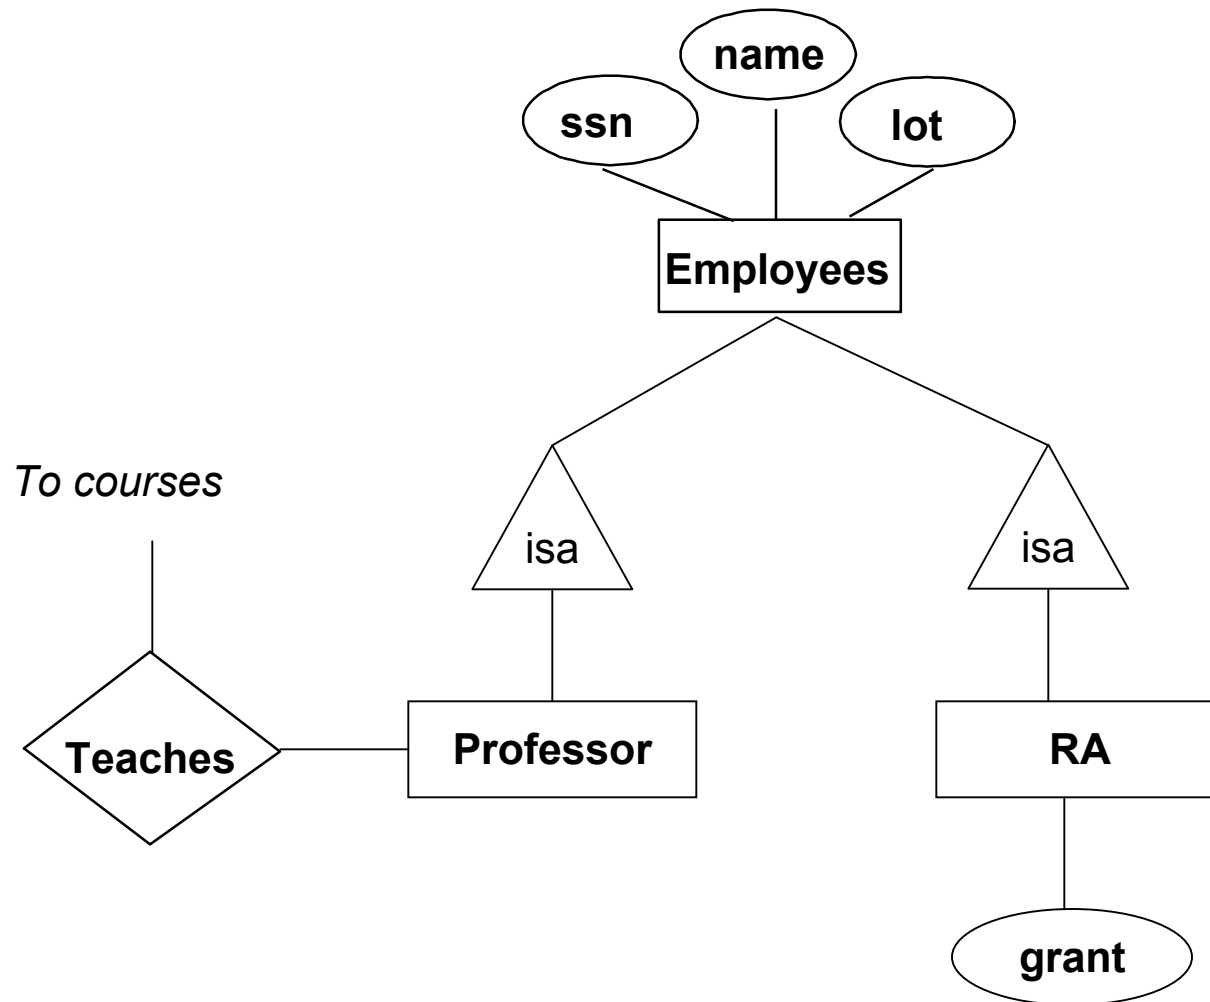 name
ssn
lot
Employees
To courses
isa
isa
Teaches
Professor
RA
grant